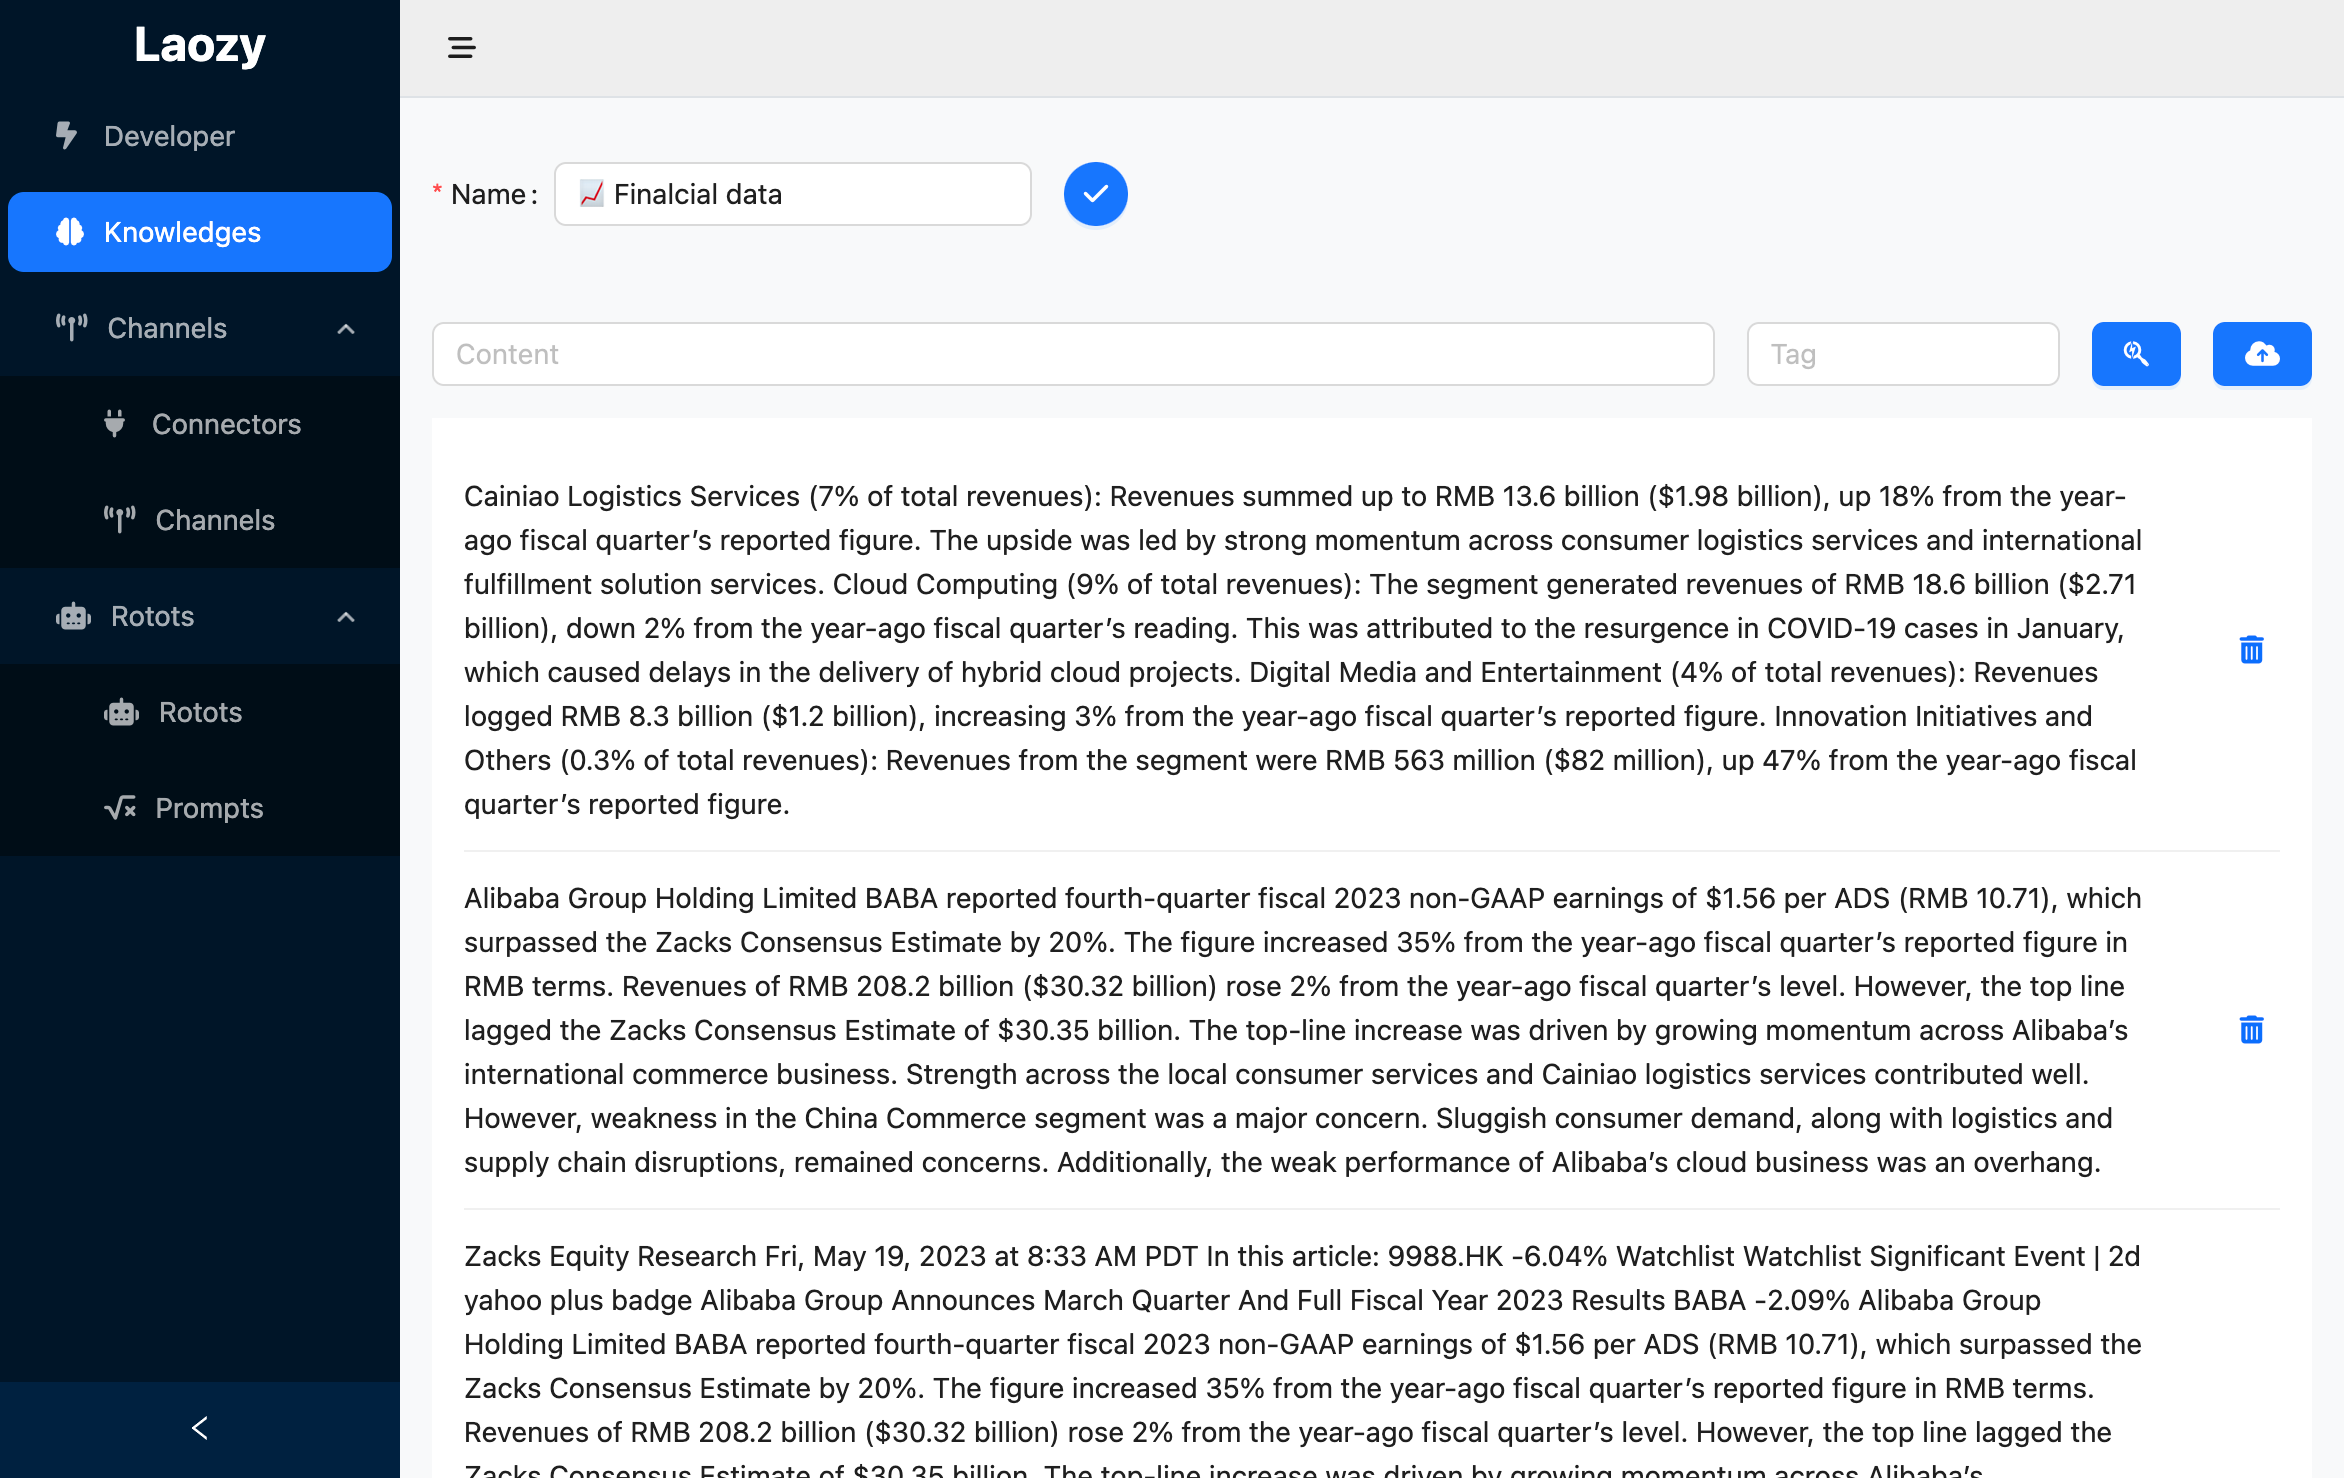 Laozy
Developer
Knowledges
Channels
Connectors
Channels
Rotots
Rotots
Prompts
* Name :
Finalcial data
Content
Tag
Cainiao Logistics Services (7% of total revenues): Revenues summed up to RMB 13.6 billion ($1.98 billion), up 18% from the year-
ago fiscal quarter’s reported figure. The upside was led by strong momentum across consumer logistics services and international
fulfillment solution services. Cloud Computing (9% of total revenues): The segment generated revenues of RMB 18.6 billion ($2.71
billion), down 2% from the year-ago fiscal quarter’s reading. This was attributed to the resurgence in COVID-19 cases in January,
which caused delays in the delivery of hybrid cloud projects. Digital Media and Entertainment (4% of total revenues): Revenues
logged RMB 8.3 billion ($1.2 billion), increasing 3% from the year-ago fiscal quarter’s reported figure. Innovation Initiatives and
Others (0.3% of total revenues): Revenues from the segment were RMB 563 million ($82 million), up 47% from the year-ago fiscal
quarter’s reported figure.
Alibaba Group Holding Limited BABA reported fourth-quarter fiscal 2023 non-GAAP earnings of $1.56 per ADS (RMB 10.71), which
surpassed the Zacks Consensus Estimate by 20%. The figure increased 35% from the year-ago fiscal quarter’s reported figure in
RMB terms. Revenues of RMB 208.2 billion ($30.32 billion) rose 2% from the year-ago fiscal quarter’s level. However, the top line
lagged the Zacks Consensus Estimate of $30.35 billion. The top-line increase was driven by growing momentum across Alibaba’s
international commerce business. Strength across the local consumer services and Cainiao logistics services contributed well.
However, weakness in the China Commerce segment was a major concern. Sluggish consumer demand, along with logistics and
supply chain disruptions, remained concerns. Additionally, the weak performance of Alibaba’s cloud business was an overhang.
Zacks Equity Research Fri, May 19, 2023 at 8:33 AM PDT In this article: 9988.HK -6.04% Watchlist Watchlist Significant Event | 2d
yahoo plus badge Alibaba Group Announces March Quarter And Full Fiscal Year 2023 Results BABA -2.09% Alibaba Group
Holding Limited BABA reported fourth-quarter fiscal 2023 non-GAAP earnings of $1.56 per ADS (RMB 10.71), which surpassed the
Zacks Consensus Estimate by 20%. The figure increased 35% from the year-ago fiscal quarter’s reported figure in RMB terms.
Revenues of RMB 208.2 billion ($30.32 billion) rose 2% from the year-ago fiscal quarter’s level. However, the top line lagged the
Zacks Consensus Estimate of $30.35 billion. The top-line increase was driven by growing momentum across Alibaba’s